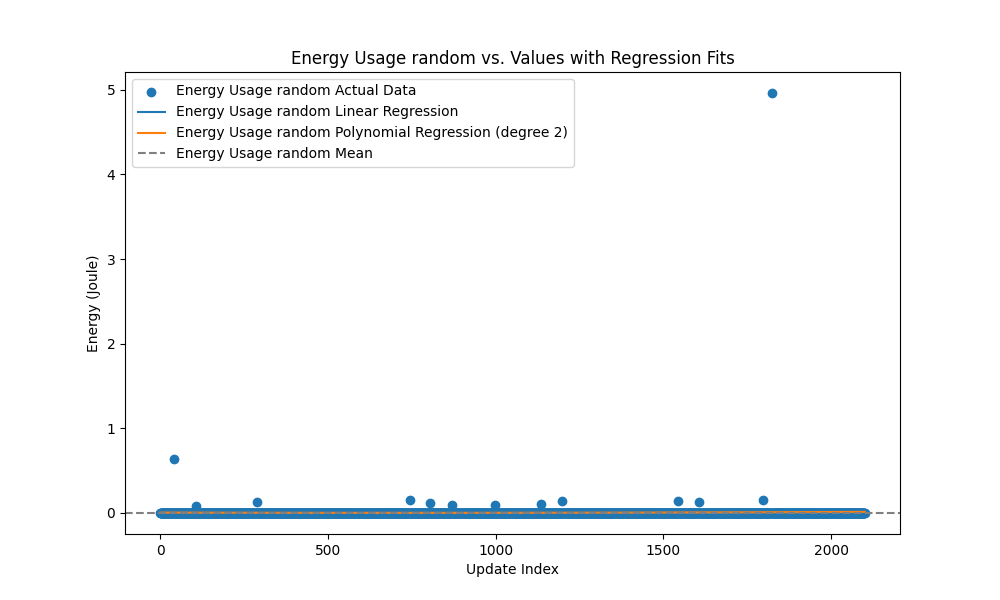 Energy Usage random vs. Values with Regression Fits
Energy Usage random Actual Data
Energy Usage random Linear Regression
Energy Usage random Polynomial Regression (degree 2)
Energy Usage random Mean
5
4
3
2
1
0
Energy (Joule)
0
500
1000
1500
2000
Update Index